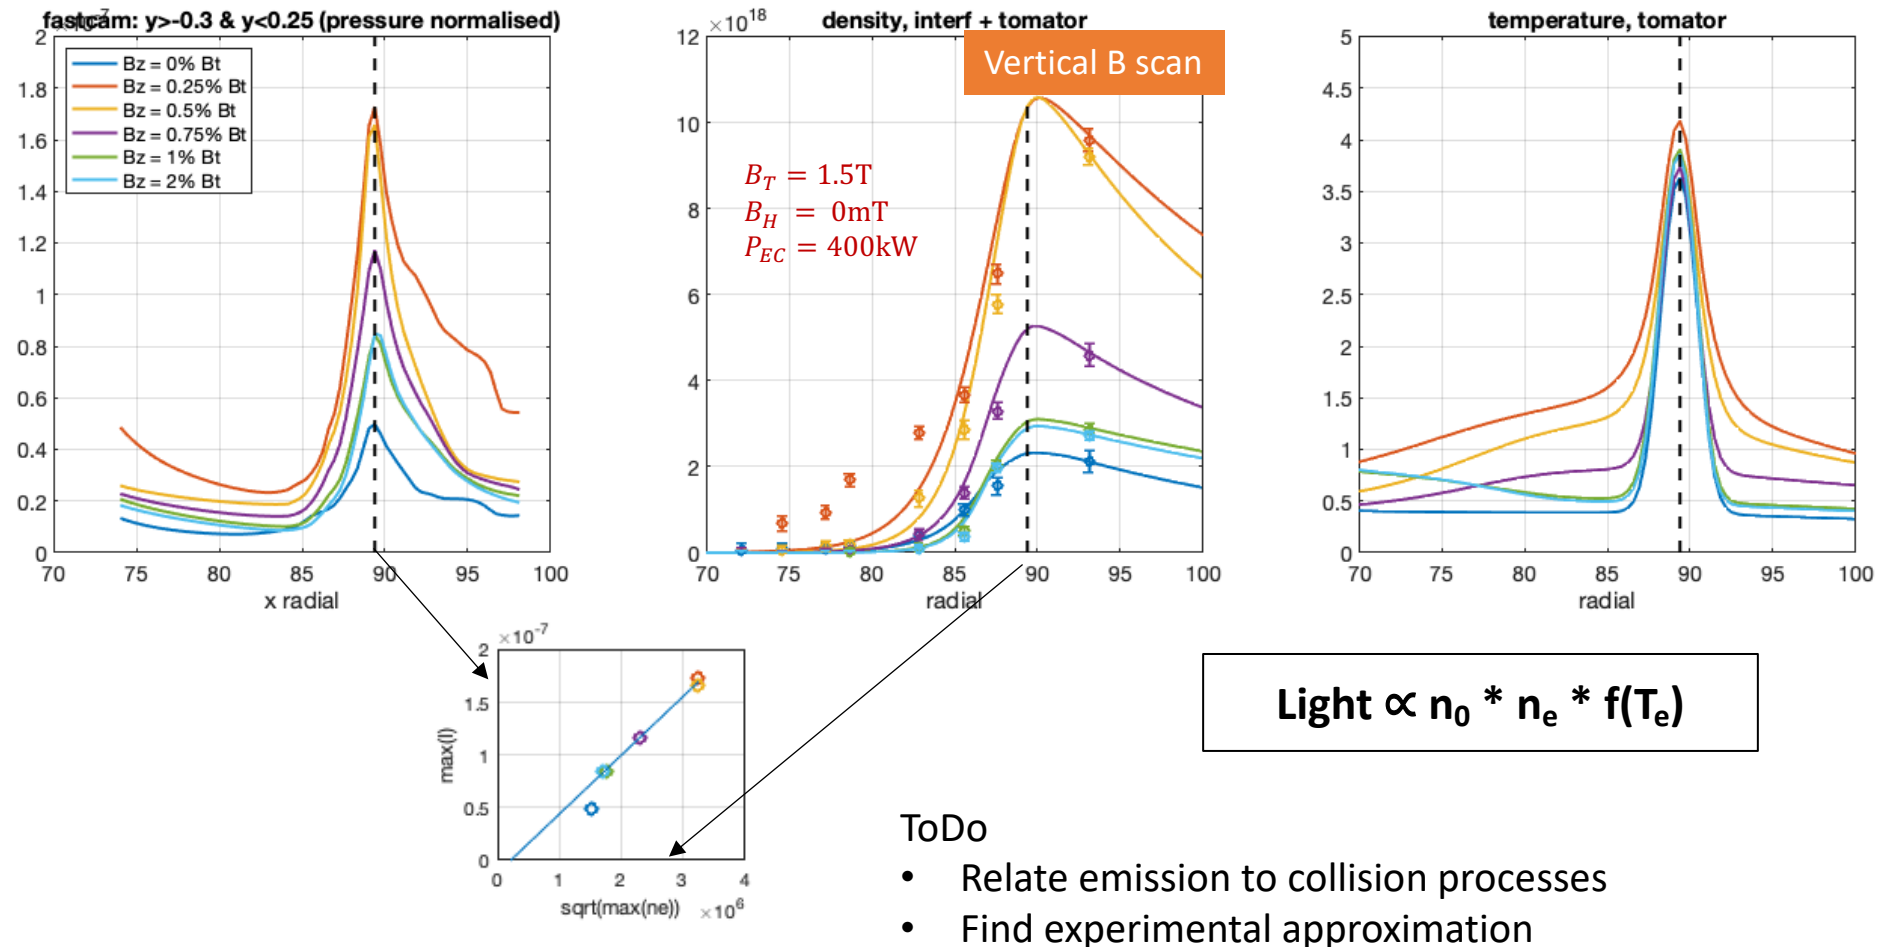 fastcam: y>-0.3 & y<0.25 (pressure normalised)
2
1.8
1.6
1.4
1.2
1
0.8
0.6
0.4
0.2
0
70 75 80 85 90 95 100
x radial
Bz = 0% Bt
Bz = 0.25% Bt
Bz = 0.5% Bt
Bz = 0.75% Bt
Bz = 1% Bt
Bz = 2% Bt
density, interf + tomator
×10^18
12
10
8
6
4
2
0
70 75 80 85 90 95 100
radial
Vertical B scan
B_T = 1.5T
B_H = 0mT
P_EC = 400kW
temperature, tomator
5
4.5
4
3.5
3
2.5
2
1.5
1
0.5
0
70 75 80 85 90 95 100
radial
×10^-7
2
1.5
1
0.5
0
max(I)
0 1 2 3 4
sqrt(max(ne)) ×10^6
Light ∝ n_0 * n_e * f(T_e)
ToDo
• Relate emission to collision processes
• Find experimental approximation